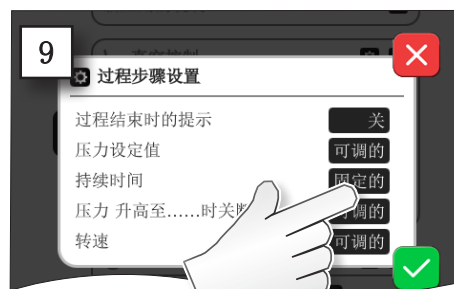 9
过程步骤设置
过程结束时的提示 关
压力设定值 可调的
持续时间 固定的
压力 升高至……时关 可调的
转速 可调的